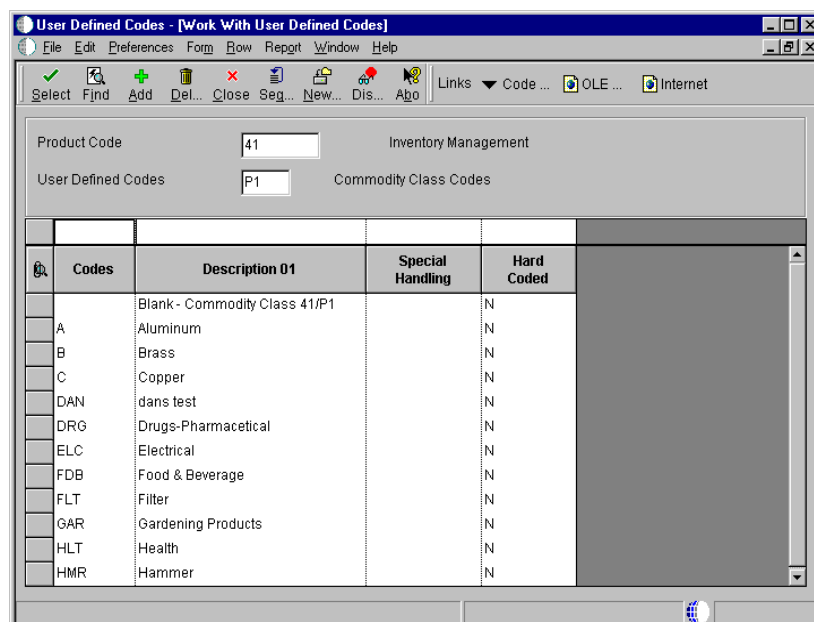 User Defined Codes - [Work With User Defined Codes]
File Edit Preferences Form Row Report Window Help
Select Find Add Del... Close Seq... New... Dis... Abo Links Code ... OLE ... Internet
Product Code 41 Inventory Management
User Defined Codes P1 Commodity Class Codes
Codes Description 01 Special Handling Hard Coded
Blank - Commodity Class 41/P1 N
A Aluminum N
B Brass N
C Copper N
DAN dans test N
DRG Drugs-Pharmacetical N
ELC Electrical N
FDB Food & Beverage N
FLT Filter N
GAR Gardening Products N
HLT Health N
HMR Hammer N